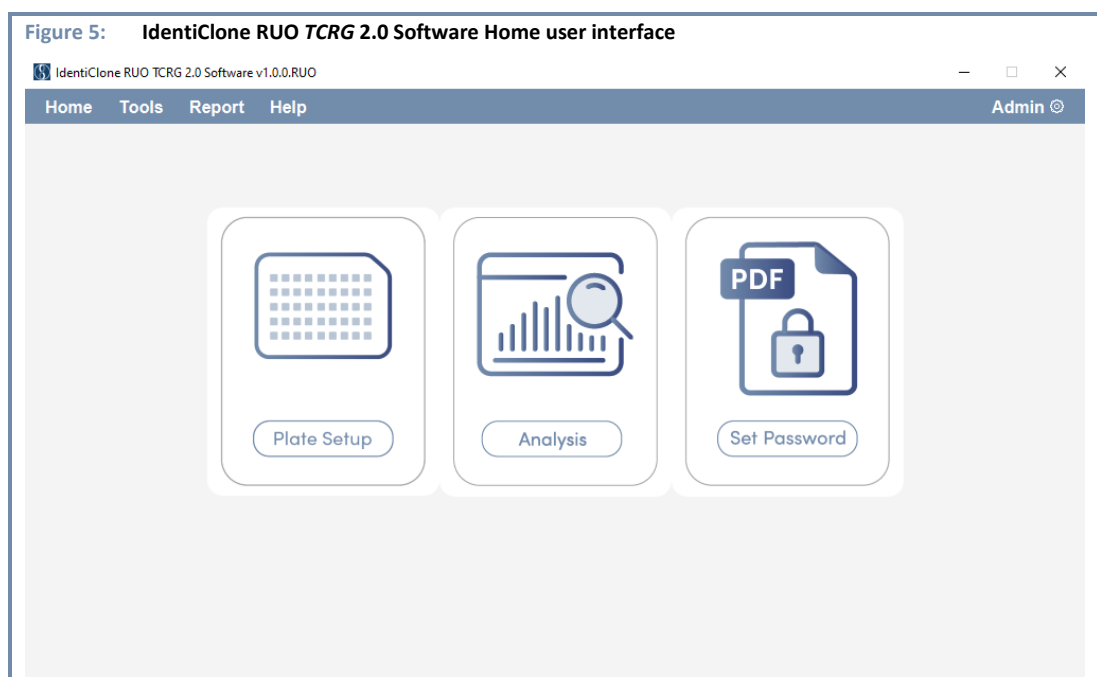 Figure 5: IdentiClone RUO TCRG 2.0 Software Home user interface
IdentiClone RUO TCRG 2.0 Software v1.0.0.RUO
Home Tools Report Help Admin
PDF
Plate Setup Analysis Set Password